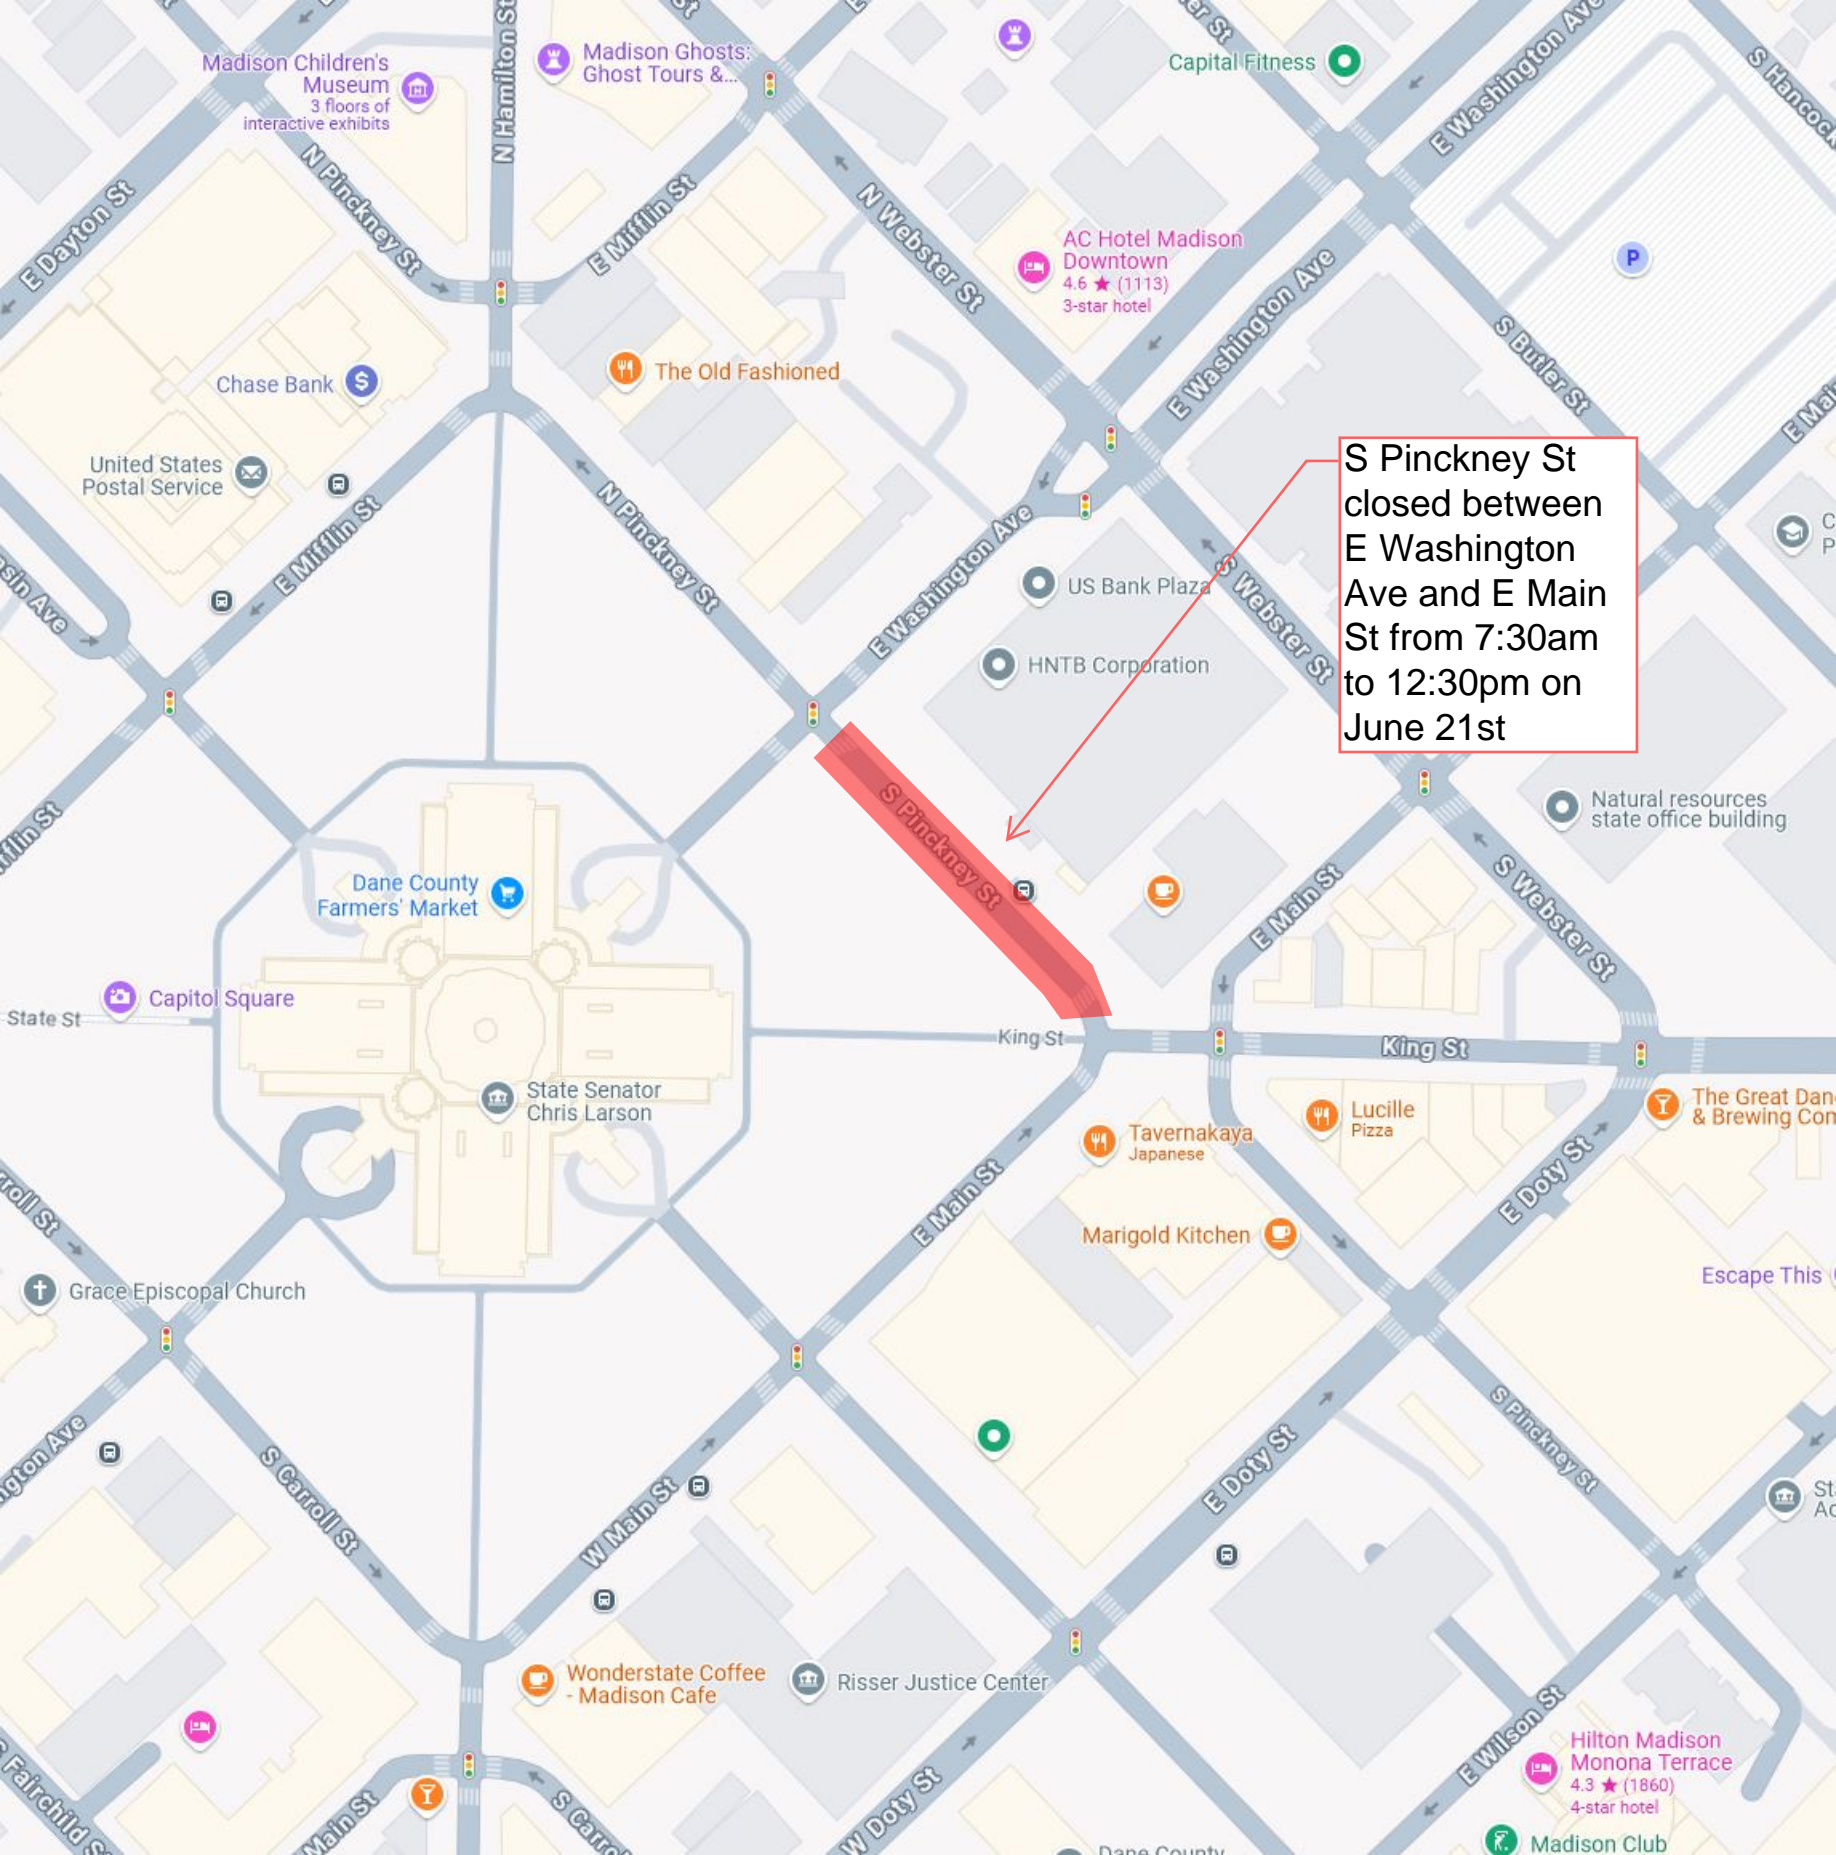 Madison Children's
Museum
3 floors of
interactive exhibits
N Hamilton St
Madison Ghosts:
Ghost Tours &...
Capital Fitness
E Washington Ave
S Hancock
N Pinckney St
E Dayton St
E Mifflin St
N Webster St
AC Hotel Madison
Downtown
4.6 ★ (1113)
3-star hotel
E Washington Ave
P
S Butler St
Chase Bank
The Old Fashioned
United States
Postal Service
E Mifflin St
N Pinckney St
E Washington Ave
S Pinckney St
closed between
E Washington
Ave and E Main
St from 7:30am
to 12:30pm on
June 21st
US Bank Plaza
S Webster St
HNTB Corporation
S Pinckney St
Natural resources
state office building
Dane County
Farmers' Market
E Main St
S Webster St
Capitol Square
State St
King St
King St
State Senator
Chris Larson
Tavernakaya
Japanese
Lucille
Pizza
The Great Dan
& Brewing Com
E Main St
E Doty St
Marigold Kitchen
Escape This
Grace Episcopal Church
S Carroll St
W Main St
E Doty St
S Pinckney St
Wonderstate Coffee
- Madison Cafe
Risser Justice Center
E Wilson St
Hilton Madison
Monona Terrace
4.3 ★ (1860)
4-star hotel
S Fairchild S
Main St
S Carro
W Doty St
Dane County
Madison Club